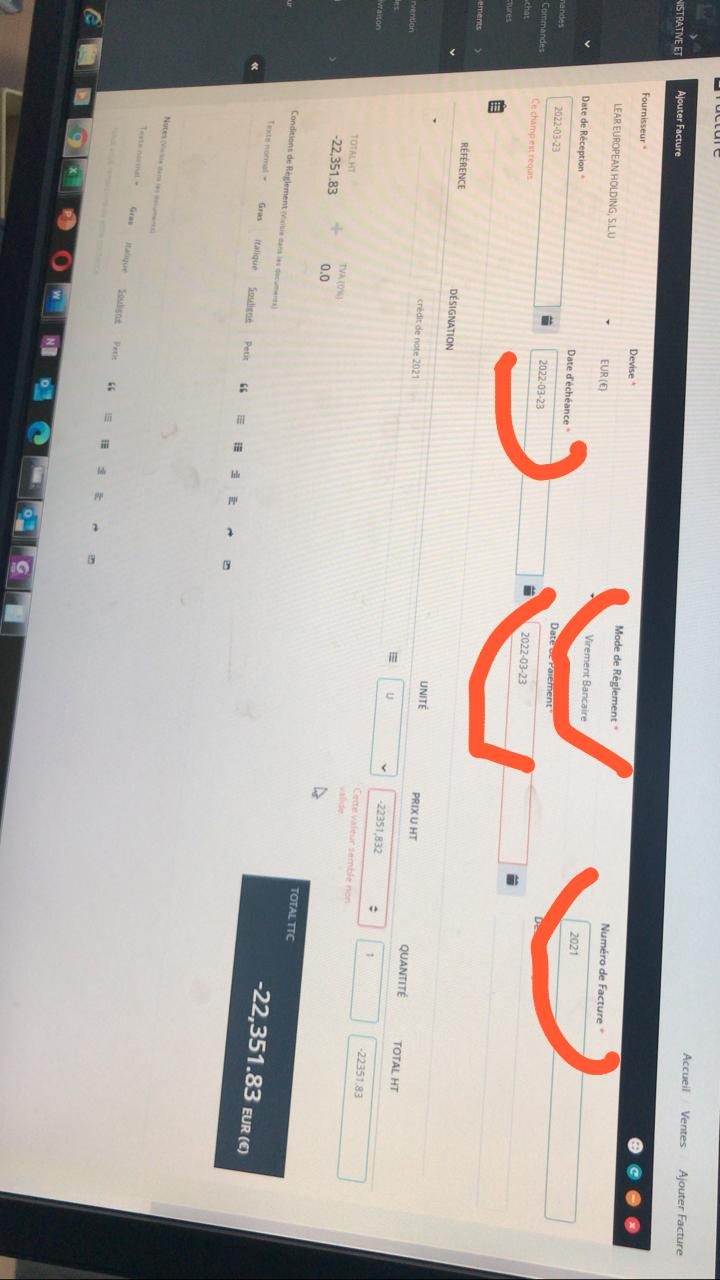 Facture
NISTRATIVE ET
Accueil Ventes Ajouter Facture
Ajouter Facture
Fournisseur *
Devise *
Mode de Règlement *
Numéro de Facture *
LEAR EUROPEAN HOLDING, S.L.U
EUR (€)
Virement Bancaire
2021
Date de Réception *
Date d'échéance *
Date de Paiement *
2022-03-23
2022-03-23
2022-03-23
Ce champ est requis.
mandes
Commandes
chat
ctures
ements
rvention
les
ivraison
ur
RÉFÉRENCE
DÉSIGNATION
UNITÉ
PRIX U HT
QUANTITÉ
TOTAL HT
crédit de note 2021
U
-22351,832
1
-22351.83
Cette valeur semble non
valide.
TOTAL HT
-22,351.83
+
TVA (0%)
0.0
TOTAL TTC
-22,351.83 EUR (€)
Conditions de Règlement (Visible dans les documents)
Texte normal Gras Italique Souligné Petit
Notes (Visible dans les documents)
Texte normal Gras Italique Souligné Petit